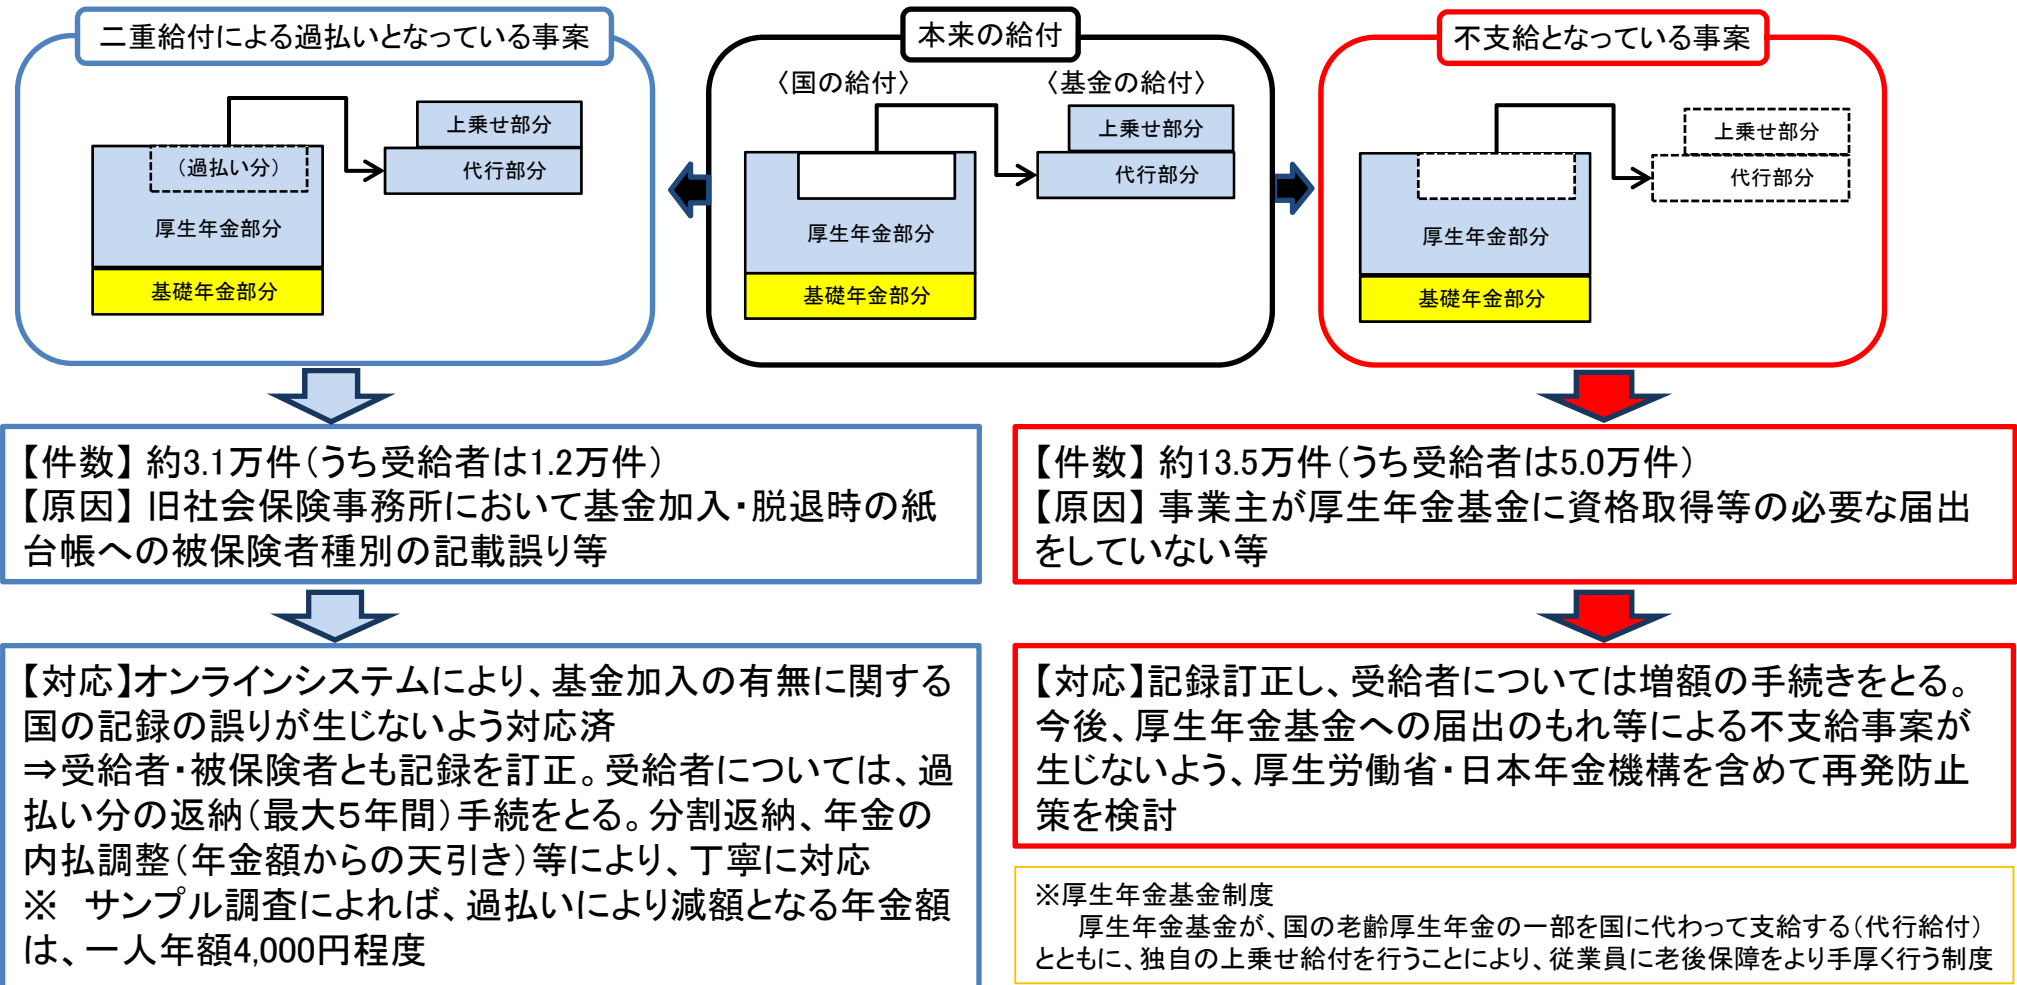 二重給付による過払いとなっている事案
上乗せ部分
(過払い分)
代行部分
厚生年金部分
基礎年金部分
本来の給付
〈国の給付〉
〈基金の給付〉
上乗せ部分
代行部分
厚生年金部分
基礎年金部分
不支給となっている事案
上乗せ部分
代行部分
厚生年金部分
基礎年金部分
【件数】 約3.1万件(うち受給者は1.2万件)
【原因】 旧社会保険事務所において基金加入・脱退時の紙
台帳への被保険者種別の記載誤り等
【対応】オンラインシステムにより、基金加入の有無に関する
国の記録の誤りが生じないよう対応済
⇒受給者・被保険者とも記録を訂正。受給者については、過
払い分の返納(最大5年間)手続をとる。分割返納、年金の
内払調整(年金額からの天引き)等により、丁寧に対応
※ サンプル調査によれば、過払いにより減額となる年金額
は、一人年額4,000円程度
【件数】 約13.5万件(うち受給者は5.0万件)
【原因】 事業主が厚生年金基金に資格取得等の必要な届出
をしていない等
【対応】記録訂正し、受給者については増額の手続きをとる。
今後、厚生年金基金への届出のもれ等による不支給事案が
生じないよう、厚生労働省・日本年金機構を含めて再発防止
策を検討
※厚生年金基金制度
厚生年金基金が、国の老齢厚生年金の一部を国に代わって支給する(代行給付)
とともに、独自の上乗せ給付を行うことにより、従業員に老後保障をより手厚く行う制度